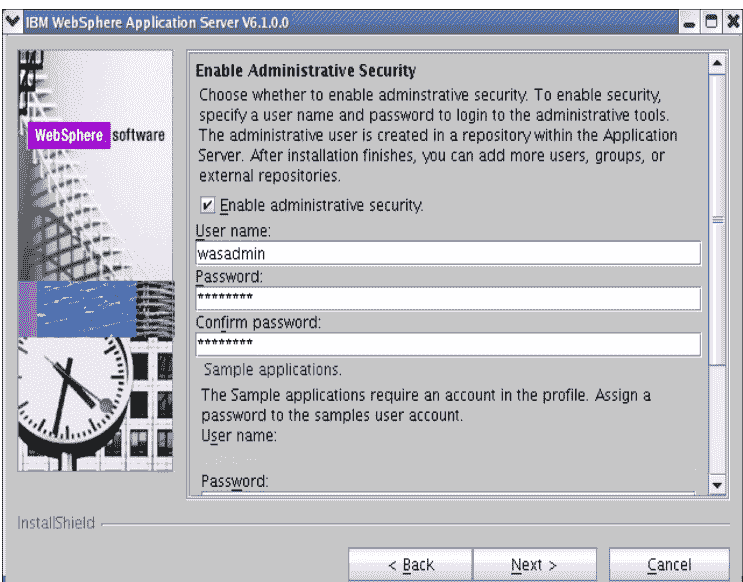 IBM WebSphere Application Server V6.1.0.0
WebSphere software
Enable Administrative Security
Choose whether to enable adminstrative security. To enable security,
specify a user name and password to login to the administrative tools.
The administrative user is created in a repository within the Application
Server. After installation finishes, you can add more users, groups, or
external repositories.
Enable administrative security.
User name:
wasadmin
Password:
********
Confirm password:
********
Sample applications.
The Sample applications require an account in the profile. Assign a
password to the samples user account.
User name:
Password:
InstallShield
< Back
Next >
Cancel